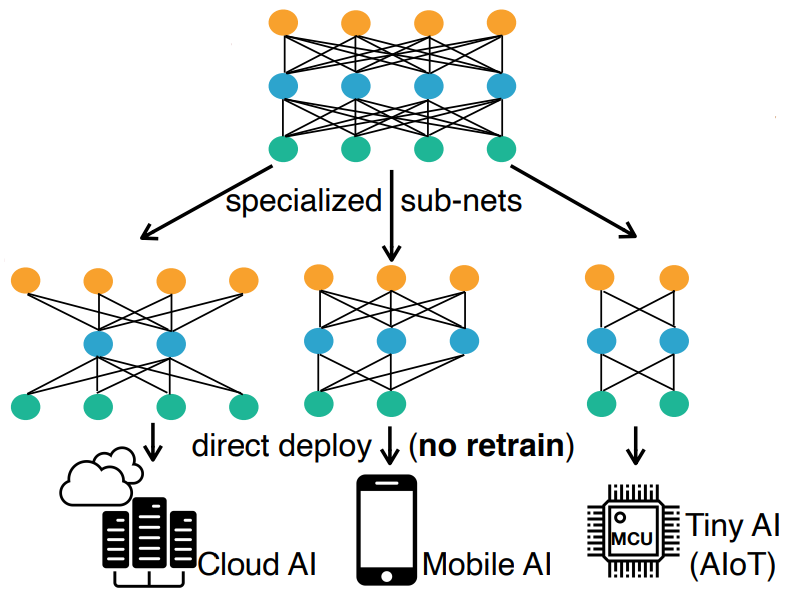 specialized sub-nets
direct deploy (no retrain)
Cloud AI
Mobile AI
MCU
Tiny AI
(AIoT)